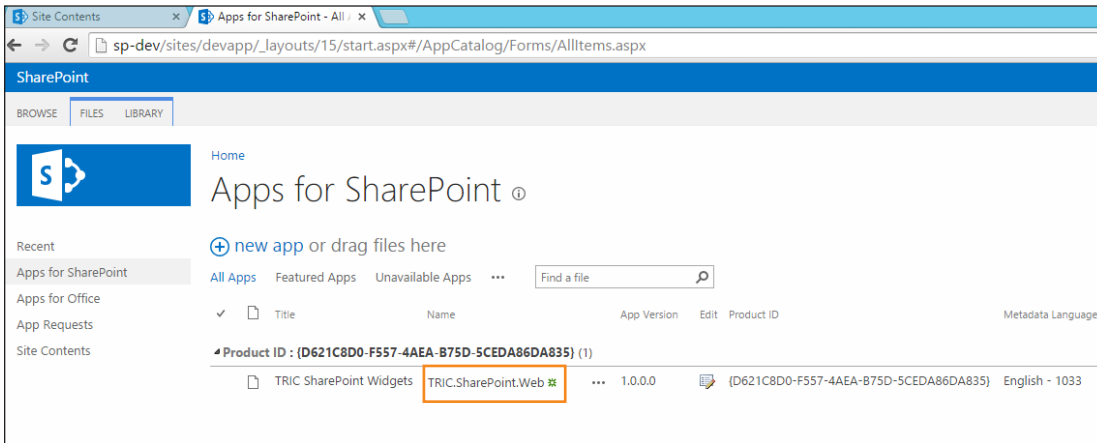 Site Contents
Apps for SharePoint - All
sp-dev/sites/devapp/_layouts/15/start.aspx#/AppCatalog/Forms/AllItems.aspx
SharePoint
BROWSE FILES LIBRARY
S
Home
Apps for SharePoint
new app or drag files here
Recent
Apps for SharePoint
Apps for Office
App Requests
Site Contents
All Apps Featured Apps Unavailable Apps ••• Find a file
Title Name App Version Edit Product ID Metadata Language
Product ID : {D621C8D0-F557-4AEA-B75D-5CEDA86DA835} (1)
TRIC SharePoint Widgets TRIC.SharePoint.Web ••• 1.0.0.0 {D621C8D0-F557-4AEA-B75D-5CEDA86DA835} English - 1033